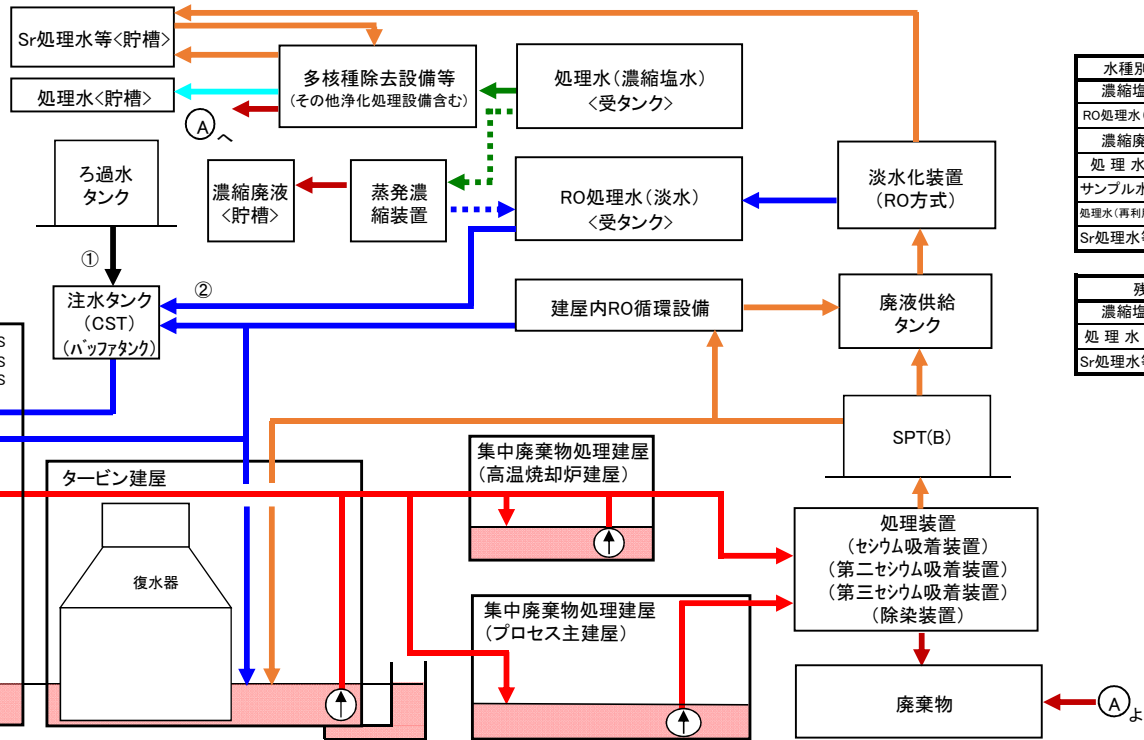 Sr処理水等<貯槽>
処理水<貯槽>
多核種除去設備等
(その他浄化処理設備含む)
Ⓐへ
処理水(濃縮塩水)
<受タンク>
ろ過水
タンク
濃縮廃液
<貯槽>
蒸発濃
縮装置
RO処理水(淡水)
<受タンク>
淡水化装置
(RO方式)
①
②
注水タンク
(CST)
(バッファタンク)
建屋内RO循環設備
廃液供給
タンク
SPT(B)
S
S
S
タービン建屋
復水器
集中廃棄物処理建屋
(高温焼却炉建屋)
集中廃棄物処理建屋
(プロセス主建屋)
処理装置
(セシウム吸着装置)
(第二セシウム吸着装置)
(第三セシウム吸着装置)
(除染装置)
廃棄物
Ⓐよ
水種別
濃縮塩
RO処理水(
濃縮廃
処理水
サンプル水
処理水(再利用
Sr処理水等
残
濃縮塩
処理水
Sr処理水等